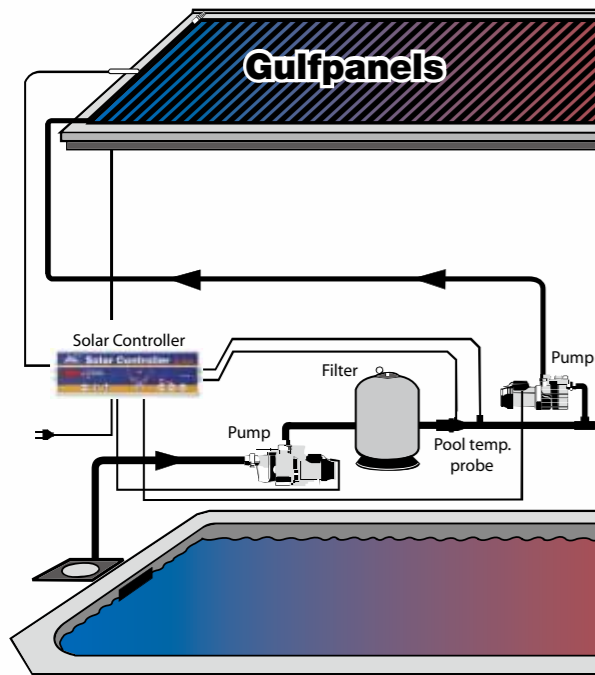 Gulfpanels
Solar Controller
Solar Controller
Filter
Pump
Pump
Pool temp.
probe